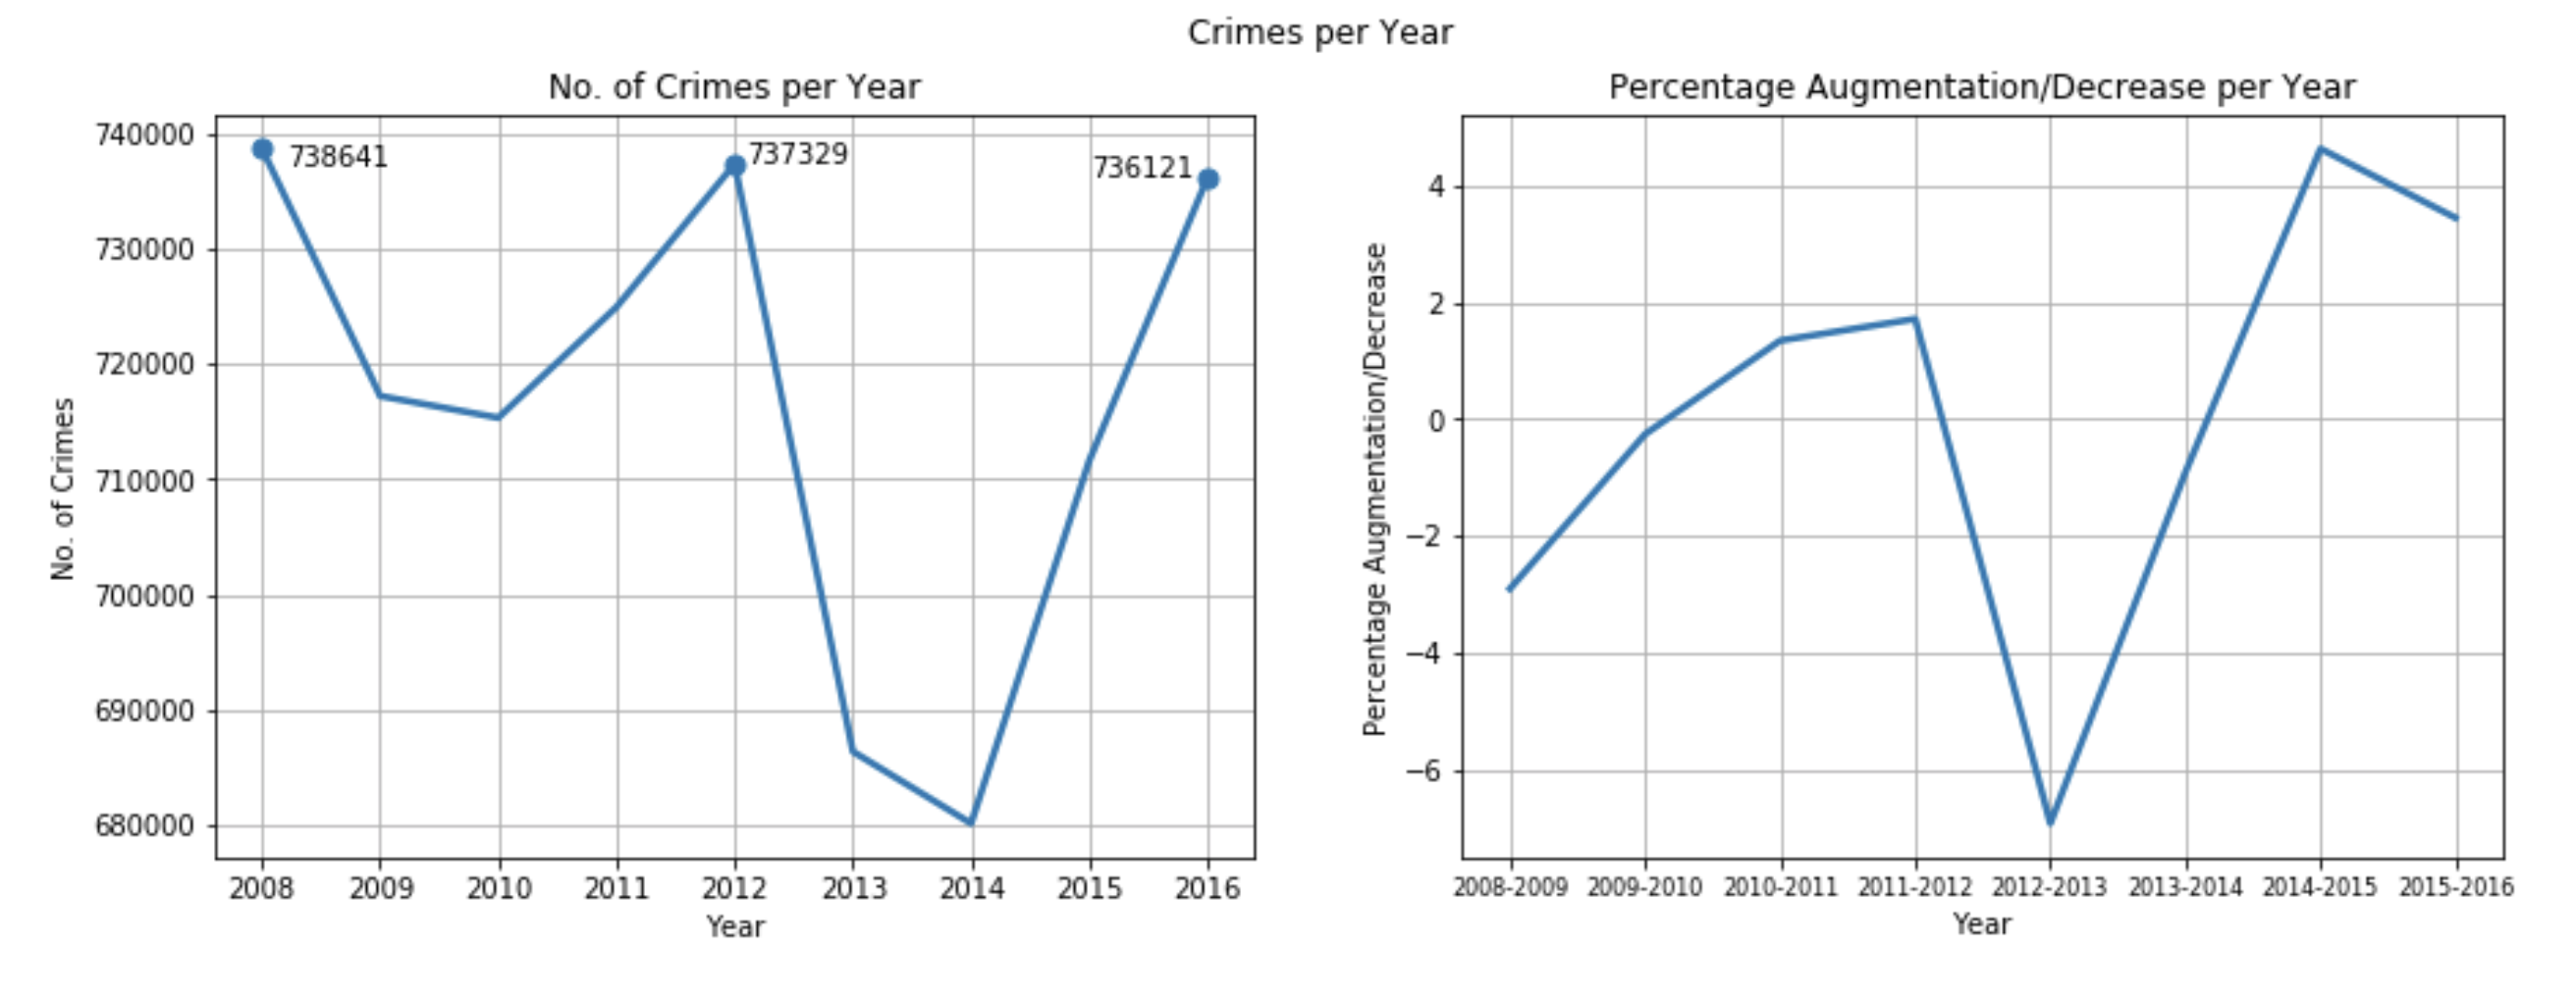 Crimes per Year
No. of Crimes per Year
740000
730000
720000
710000
700000
690000
680000
No. of Crimes
738641
737329
736121
2008 2009 2010 2011 2012 2013 2014 2015 2016
Year
Percentage Augmentation/Decrease per Year
4
2
0
−2
−4
−6
Percentage Augmentation/Decrease
2008-2009 2009-2010 2010-2011 2011-2012 2012-2013 2013-2014 2014-2015 2015-2016
Year